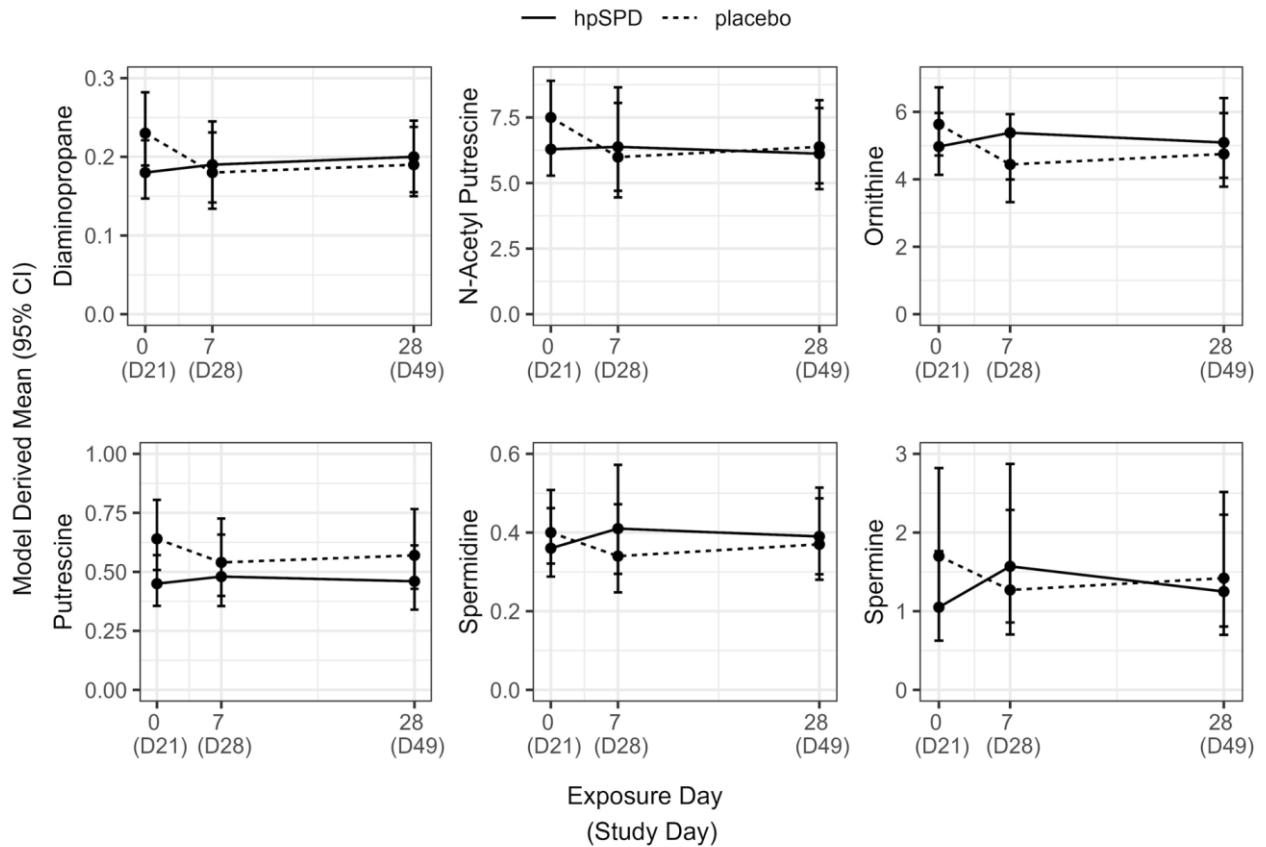 hpSPD placebo
Model Derived Mean (95% CI)
Diaminopropane
0.3
0.2
0.1
0.0
0 7 28
(D21) (D28) (D49)
N-Acetyl Putrescine
7.5
5.0
2.5
0.0
0 7 28
(D21) (D28) (D49)
Ornithine
6
4
2
0
0 7 28
(D21) (D28) (D49)
Putrescine
1.00
0.75
0.50
0.25
0.00
0 7 28
(D21) (D28) (D49)
Spermidine
0.6
0.4
0.2
0.0
0 7 28
(D21) (D28) (D49)
Spermine
3
2
1
0
0 7 28
(D21) (D28) (D49)
Exposure Day
(Study Day)